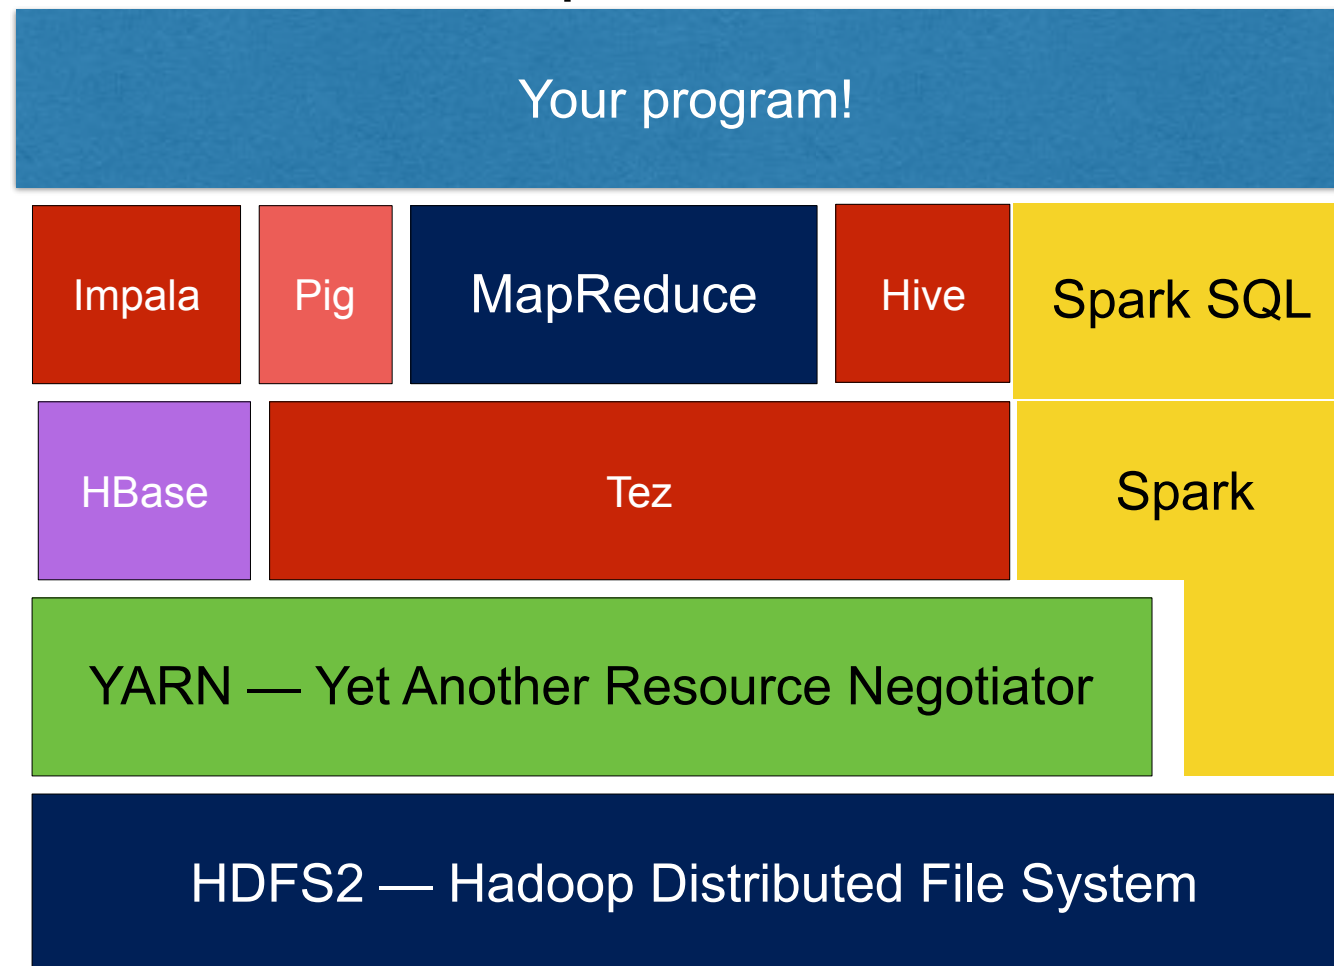 Your program!
Impala Pig MapReduce Hive Spark SQL
HBase Tez Spark
YARN — Yet Another Resource Negotiator
HDFS2 — Hadoop Distributed File System